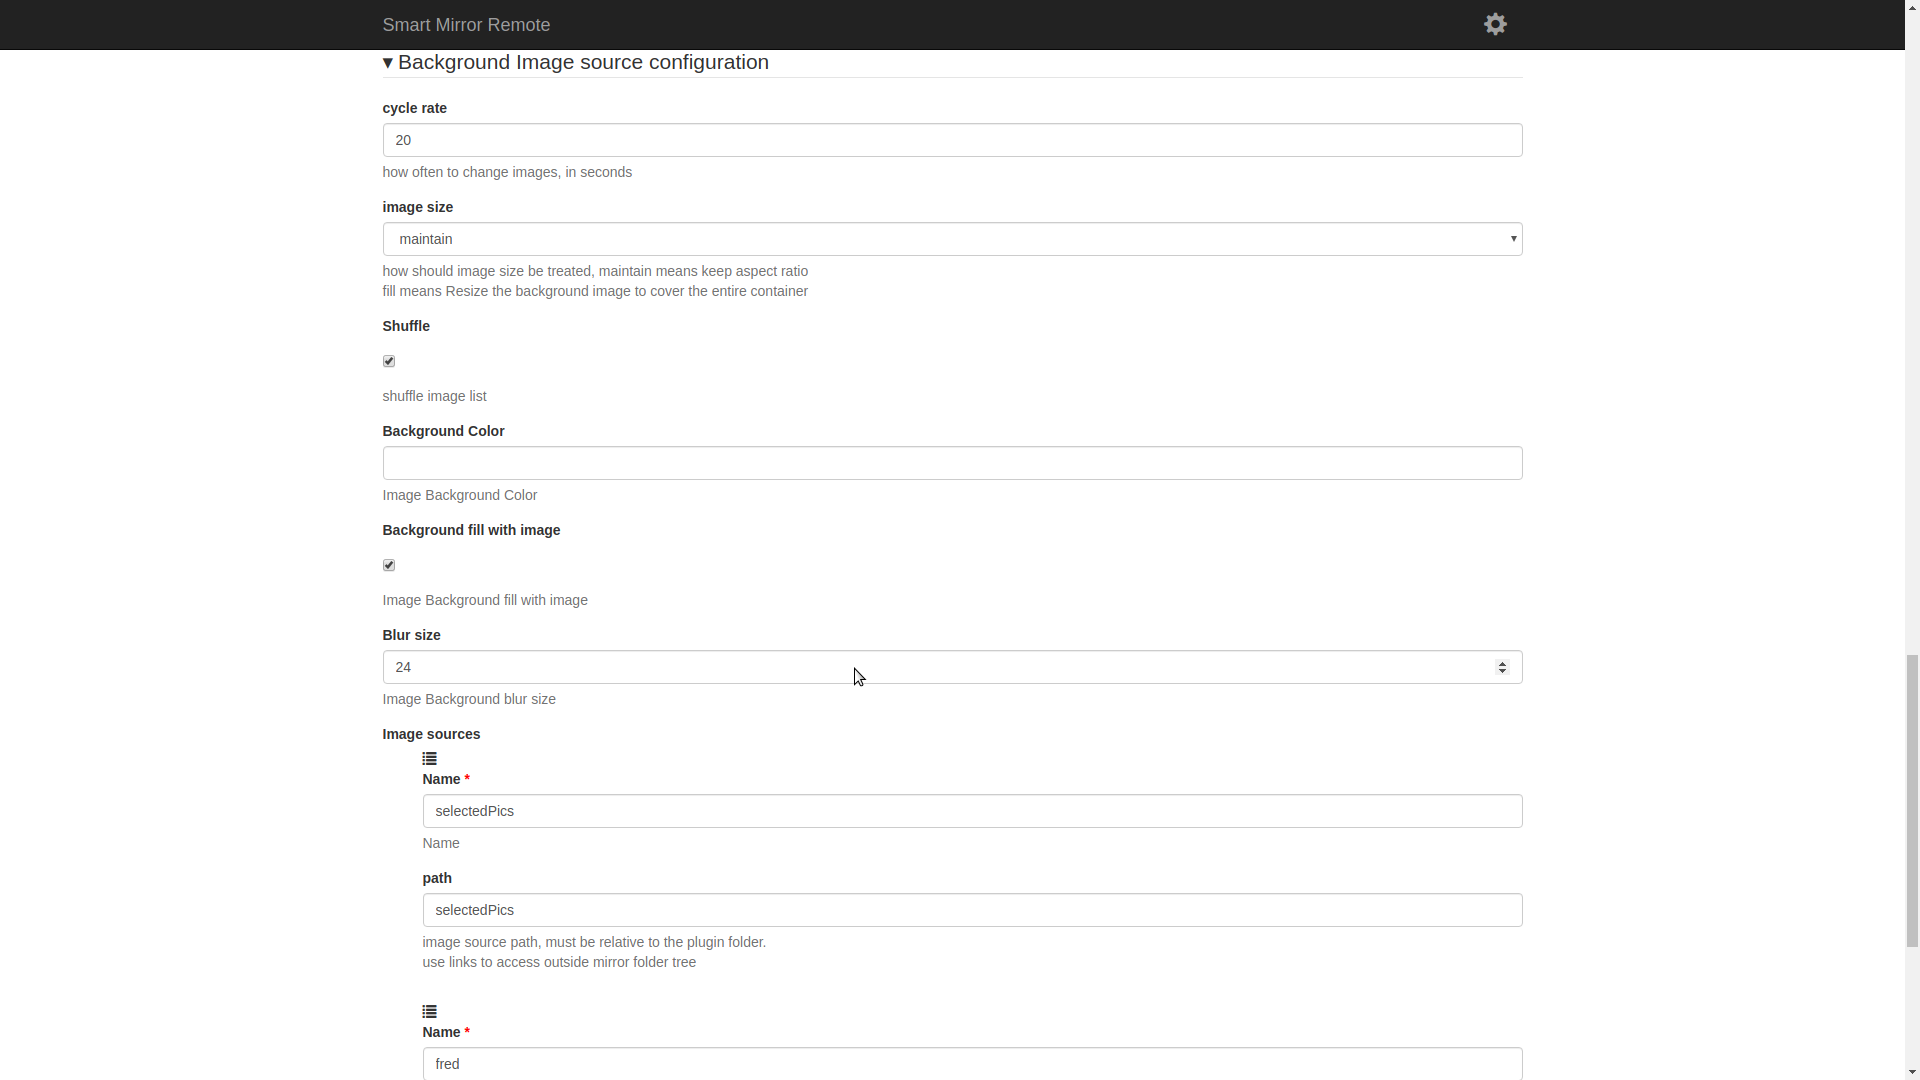 Smart Mirror Remote
▾ Background Image source configuration
cycle rate
20
how often to change images, in seconds
image size
maintain
how should image size be treated, maintain means keep aspect ratio
fill means Resize the background image to cover the entire container
Shuffle
shuffle image list
Background Color
Image Background Color
Background fill with image
Image Background fill with image
Blur size
24
Image Background blur size
Image sources
Name *
selectedPics
Name
path
selectedPics
image source path, must be relative to the plugin folder.
use links to access outside mirror folder tree
Name *
fred